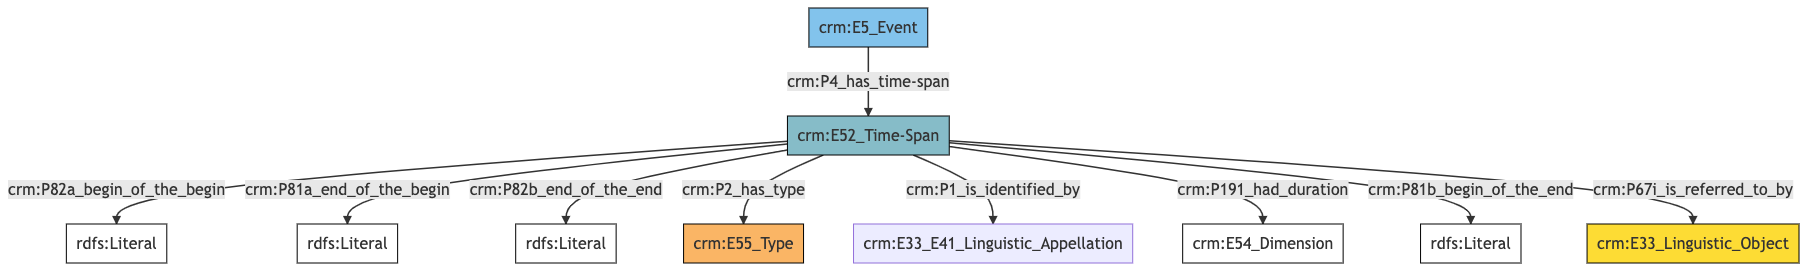 crm:E5_Event
crm:P4_has_time-span
crm:E52_Time-Span
crm:P82a_begin_of_the_begin crm:P81a_end_of_the_begin crm:P82b_end_of_the_end crm:P2_has_type crm:P1_is_identified_by crm:P191_had_duration crm:P81b_begin_of_the_end crm:P67i_is_referred_to_by
rdfs:Literal rdfs:Literal rdfs:Literal crm:E55_Type crm:E33_E41_Linguistic_Appellation crm:E54_Dimension rdfs:Literal crm:E33_Linguistic_Object